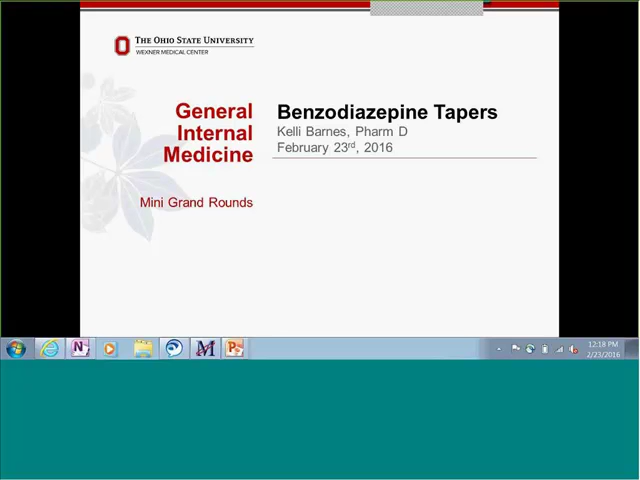 THE OHIO STATE UNIVERSITY
WEXNER MEDICAL CENTER
General
Internal
Medicine
Mini Grand Rounds
Benzodiazepine Tapers
Kelli Barnes, Pharm D
February 23rd, 2016
12:18 PM
2/23/2016